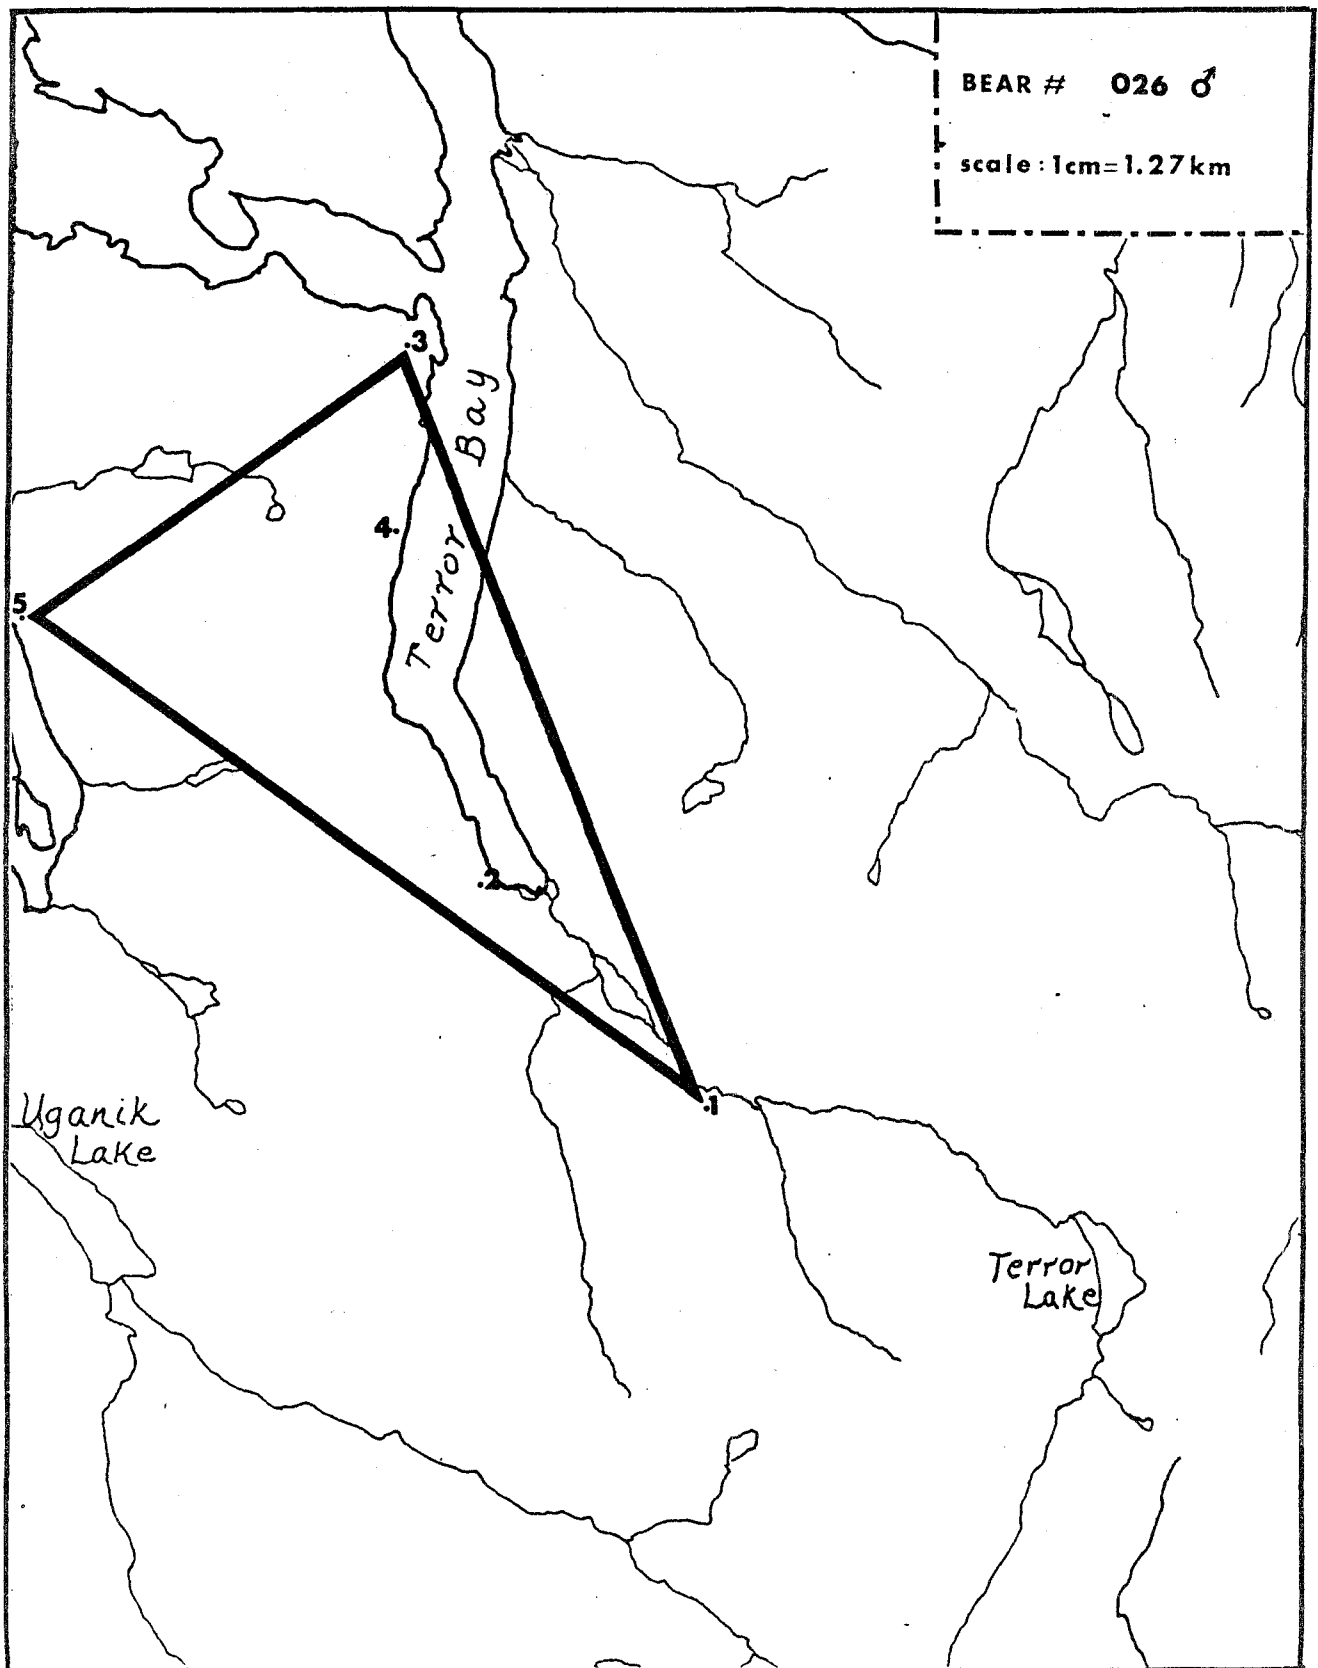 BEAR # 026 ♂
scale: 1cm=1.27km
.3
Terror Bay
4.
.5
.2
.1
Uganik
Lake
Terror
Lake